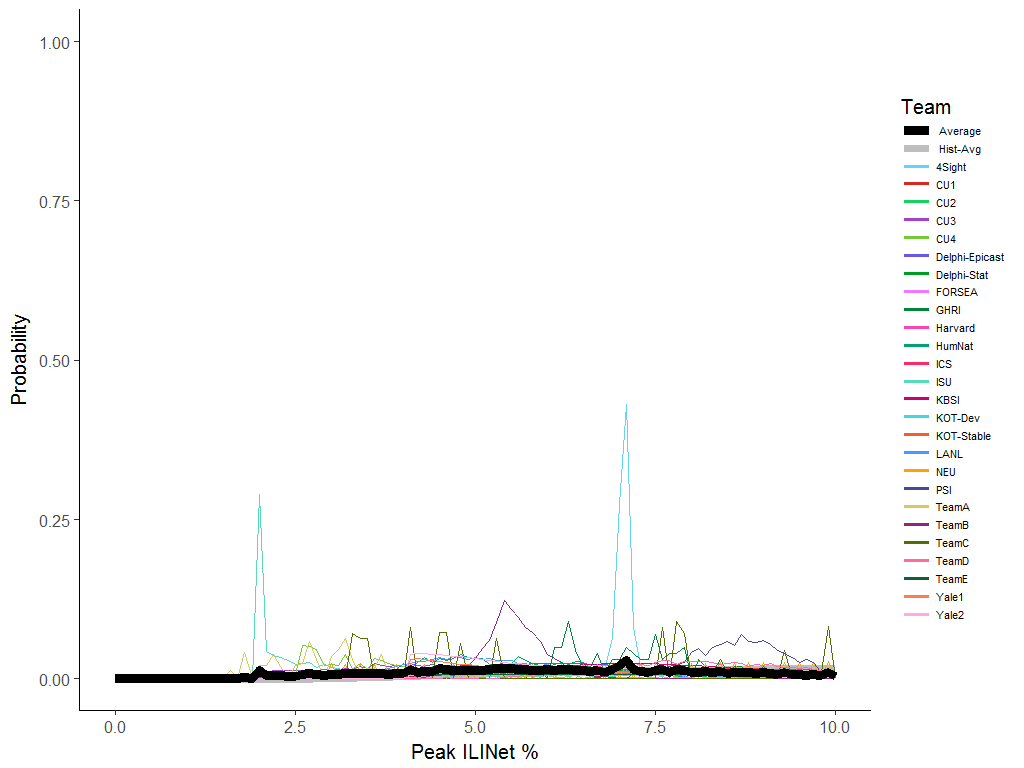 1.00
0.75
0.50
0.25
0.00
Probability
0.0 2.5 5.0 7.5 10.0
Peak ILINet %
Team
Average
Hist-Avg
4Sight
CU1
CU2
CU3
CU4
Delphi-Epicast
Delphi-Stat
FORSEA
GHRI
Harvard
HumNat
ICS
ISU
KBSI
KOT-Dev
KOT-Stable
LANL
NEU
PSI
TeamA
TeamB
TeamC
TeamD
TeamE
Yale1
Yale2